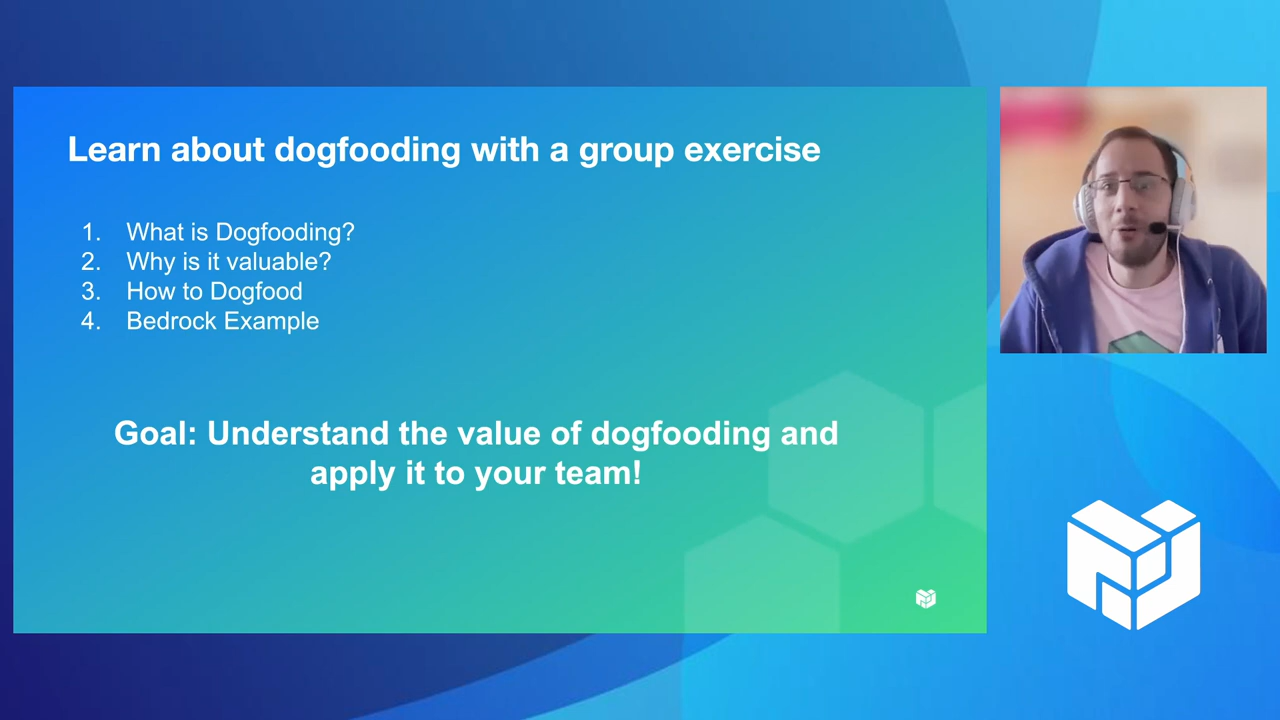 Learn about dogfooding with a group exercise
1. What is Dogfooding?
2. Why is it valuable?
3. How to Dogfood
4. Bedrock Example
Goal: Understand the value of dogfooding and
apply it to your team!